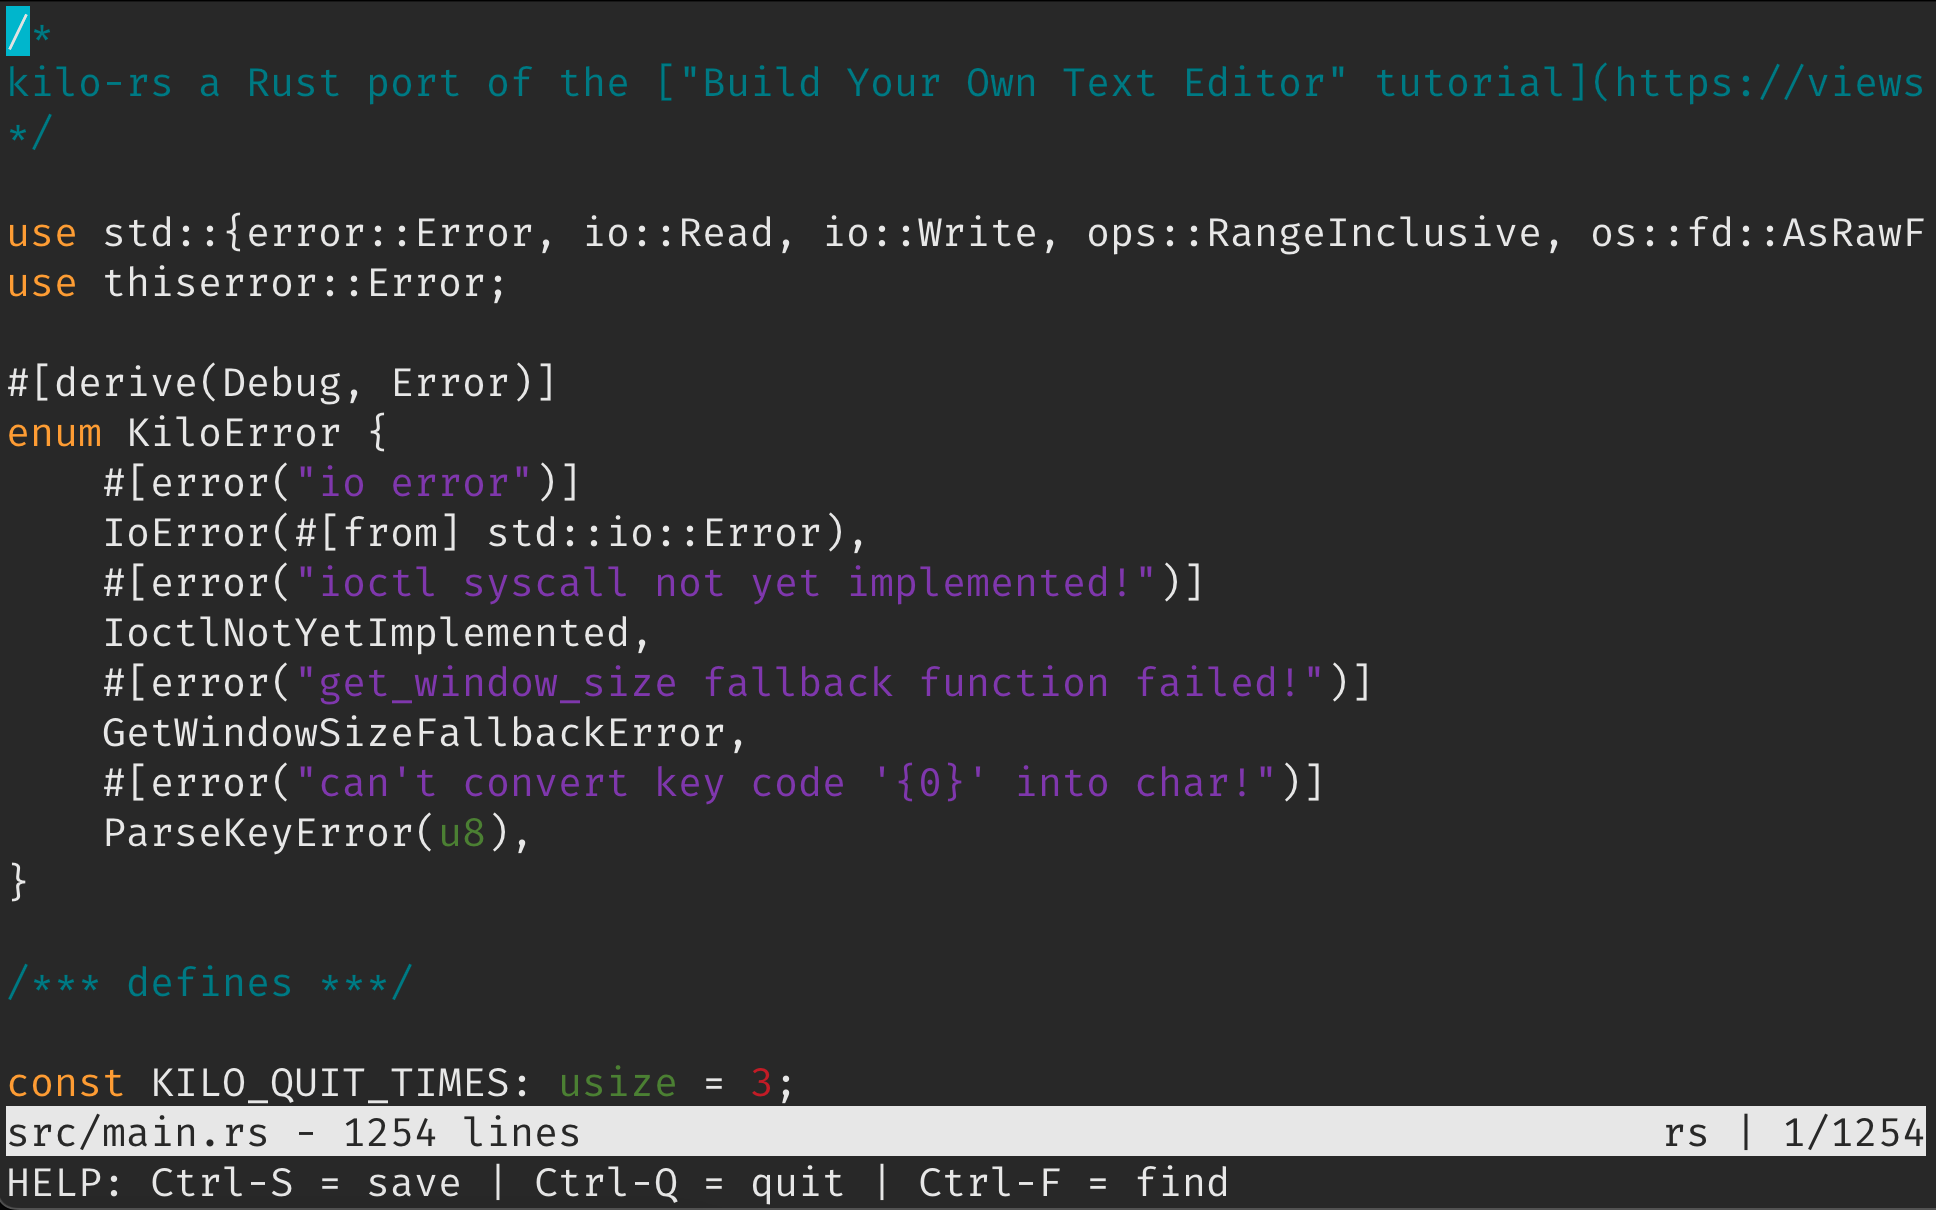 /*
kilo-rs a Rust port of the ["Build Your Own Text Editor" tutorial](https://views
*/
use std::{error::Error, io::Read, io::Write, ops::RangeInclusive, os::fd::AsRawF
use thiserror::Error;
#[derive(Debug, Error)]
enum KiloError {
    #[error("io error")]
    IoError(#[from] std::io::Error),
    #[error("ioctl syscall not yet implemented!")]
    IoctlNotYetImplemented,
    #[error("get_window_size fallback function failed!")]
    GetWindowSizeFallbackError,
    #[error("can't convert key code '{0}' into char!")]
    ParseKeyError(u8),
}
/*** defines ***/
const KILO_QUIT_TIMES: usize = 3;
src/main.rs - 1254 lines rs | 1/1254
HELP: Ctrl-S = save | Ctrl-Q = quit | Ctrl-F = find